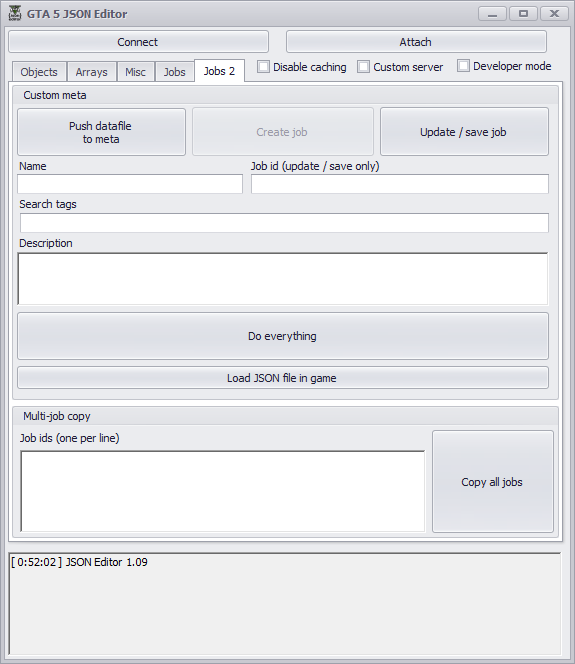 GTA 5 JSON Editor
Connect
Attach
Objects
Arrays
Misc
Jobs
Jobs 2
Disable caching
Custom server
Developer mode
Custom meta
Push datafile
to meta
Create job
Update / save job
Name
Job id (update / save only)
Search tags
Description
Do everything
Load JSON file in game
Multi-job copy
Job ids (one per line)
Copy all jobs
[ 0:52:02 ] JSON Editor 1.09